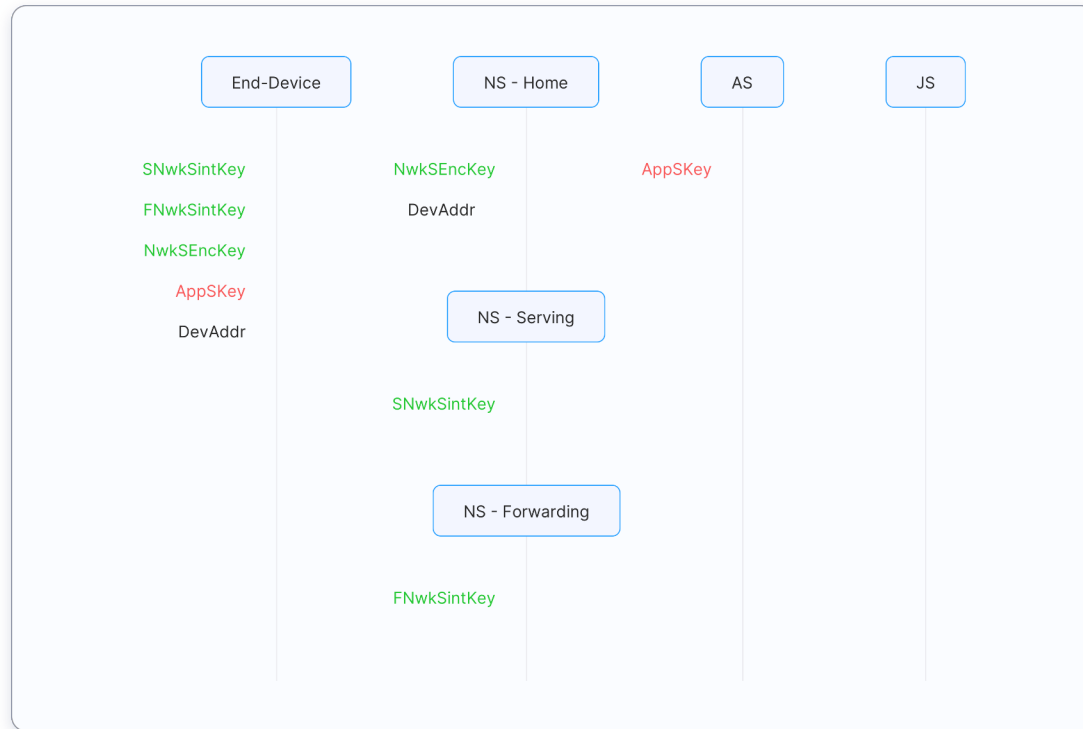 End-Device
NS - Home
AS
JS
SNwkSintKey
FNwkSintKey
NwkSEncKey
AppSKey
DevAddr
NwkSEncKey
DevAddr
NS - Serving
SNwkSintKey
NS - Forwarding
FNwkSintKey
AppSKey